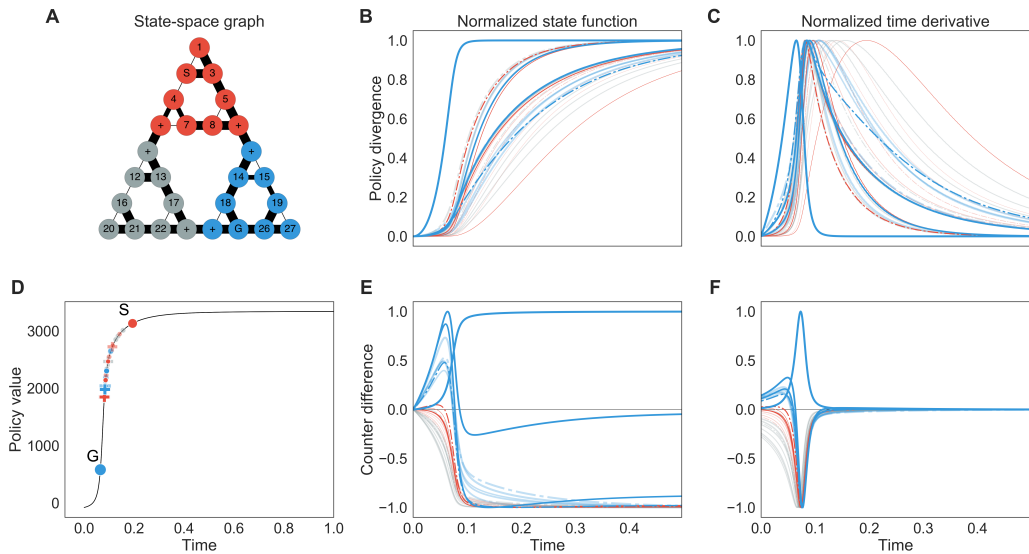 A
State-space graph
1
S 3
4 5
+ 7 8 +
+ +
12 13 14 15
16 17 18 19
20 21 22 + + G 26 27
B
Normalized state function
Policy divergence
1.0
0.8
0.6
0.4
0.2
0.0
C
Normalized time derivative
1.0
0.8
0.6
0.4
0.2
0.0
D
Policy value
3000
2000
1000
0
S
G
0.0 0.2 0.4 0.6 0.8 1.0
Time
E
Counter difference
1.0
0.5
0.0
−0.5
−1.0
0.0 0.1 0.2 0.3 0.4
Time
F
1.0
0.5
0.0
−0.5
−1.0
0.0 0.1 0.2 0.3 0.4
Time